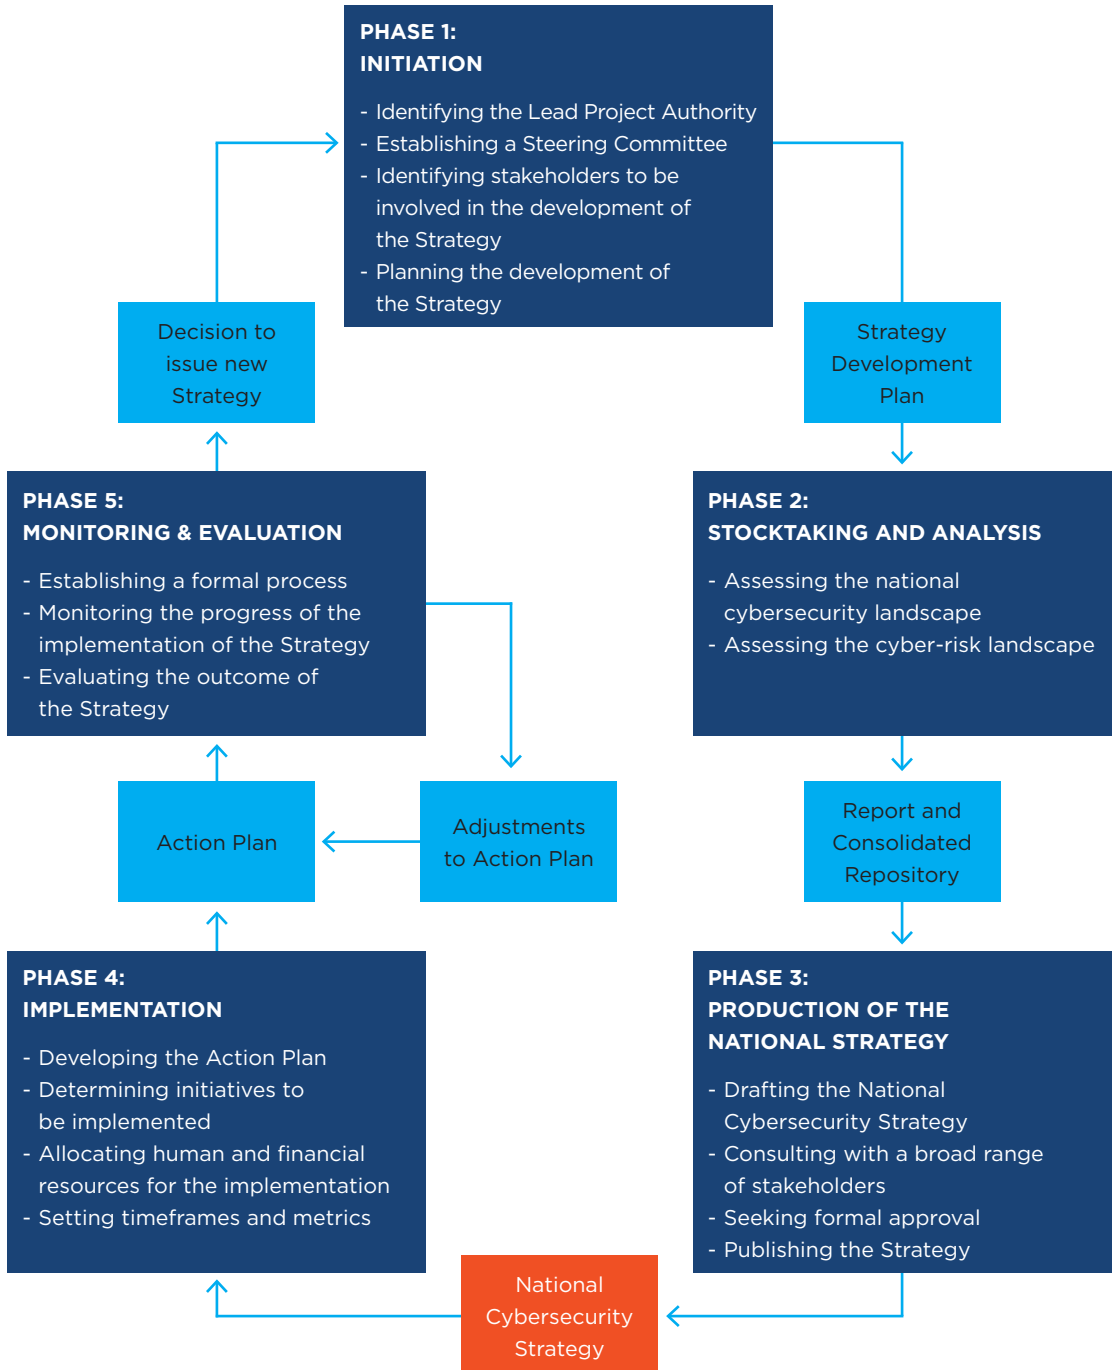 PHASE 1:
INITIATION
- Identifying the Lead Project Authority
- Establishing a Steering Committee
- Identifying stakeholders to be
involved in the development of
the Strategy
- Planning the development of
the Strategy
Decision to
issue new
Strategy
Strategy
Development
Plan
PHASE 5:
MONITORING & EVALUATION
- Establishing a formal process
- Monitoring the progress of the
implementation of the Strategy
- Evaluating the outcome of
the Strategy
PHASE 2:
STOCKTAKING AND ANALYSIS
- Assessing the national
cybersecurity landscape
- Assessing the cyber-risk landscape
Action Plan
Adjustments
to Action Plan
Report and
Consolidated
Repository
PHASE 4:
IMPLEMENTATION
- Developing the Action Plan
- Determining initiatives to
be implemented
- Allocating human and financial
resources for the implementation
- Setting timeframes and metrics
PHASE 3:
PRODUCTION OF THE
NATIONAL STRATEGY
- Drafting the National
Cybersecurity Strategy
- Consulting with a broad range
of stakeholders
- Seeking formal approval
- Publishing the Strategy
National
Cybersecurity
Strategy